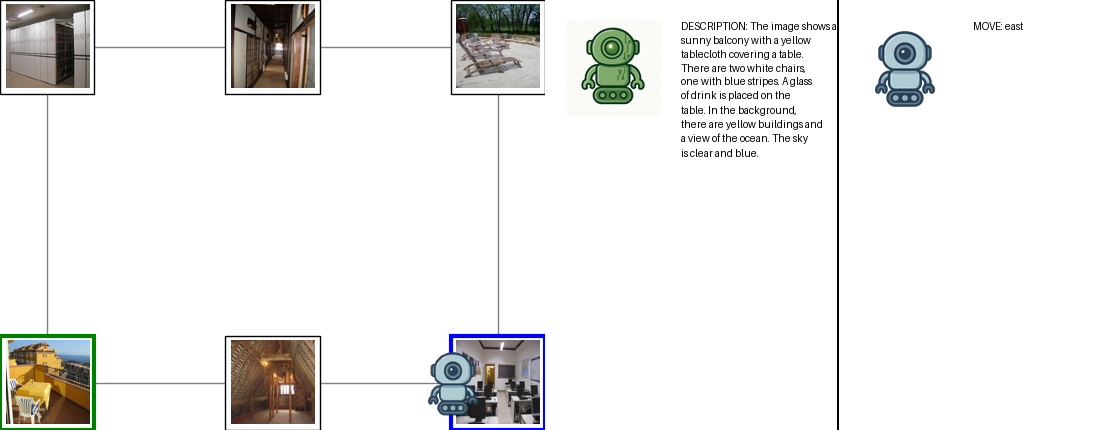 DESCRIPTION: The image shows a
sunny balcony with a yellow
tablecloth covering a table.
There are two white chairs,
one with blue stripes. A glass
of drink is placed on the
table. In the background,
there are yellow buildings and
a view of the ocean. The sky
is clear and blue.
MOVE: east